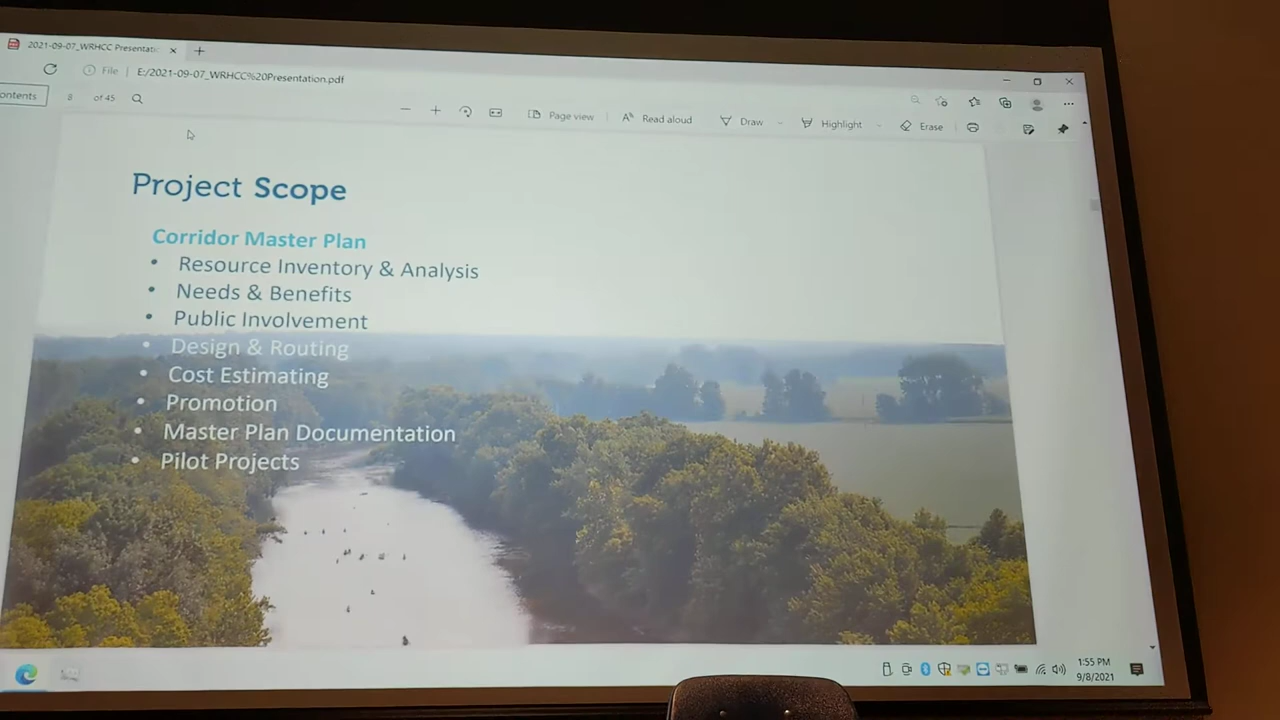 2021-09-07_WRHCC Presentatic
File
E:/2021-09-07_WRHCC%20Presentation.pdf
ontents
8 of 45
Page view
Read aloud
Draw
Highlight
Erase
Project Scope
Corridor Master Plan
• Resource Inventory & Analysis
• Needs & Benefits
• Public Involvement
• Design & Routing
• Cost Estimating
• Promotion
• Master Plan Documentation
• Pilot Projects
1:55 PM
9/8/2021